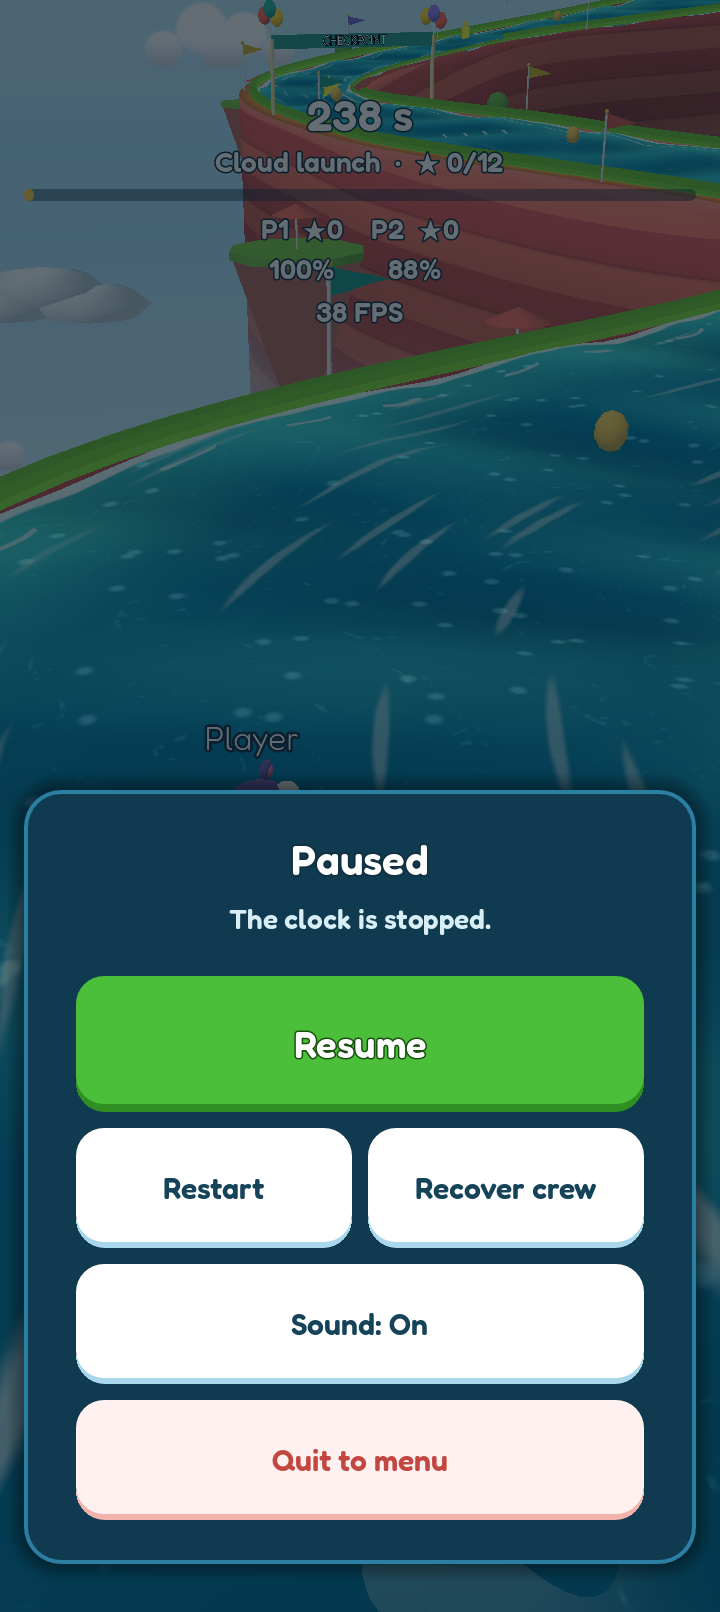 CHECKPOINT
238 s
Cloud launch · ★ 0/12
P1 ★0 P2 ★0
100% 88%
38 FPS
Player
Paused
The clock is stopped.
Resume
Restart Recover crew
Sound: On
Quit to menu